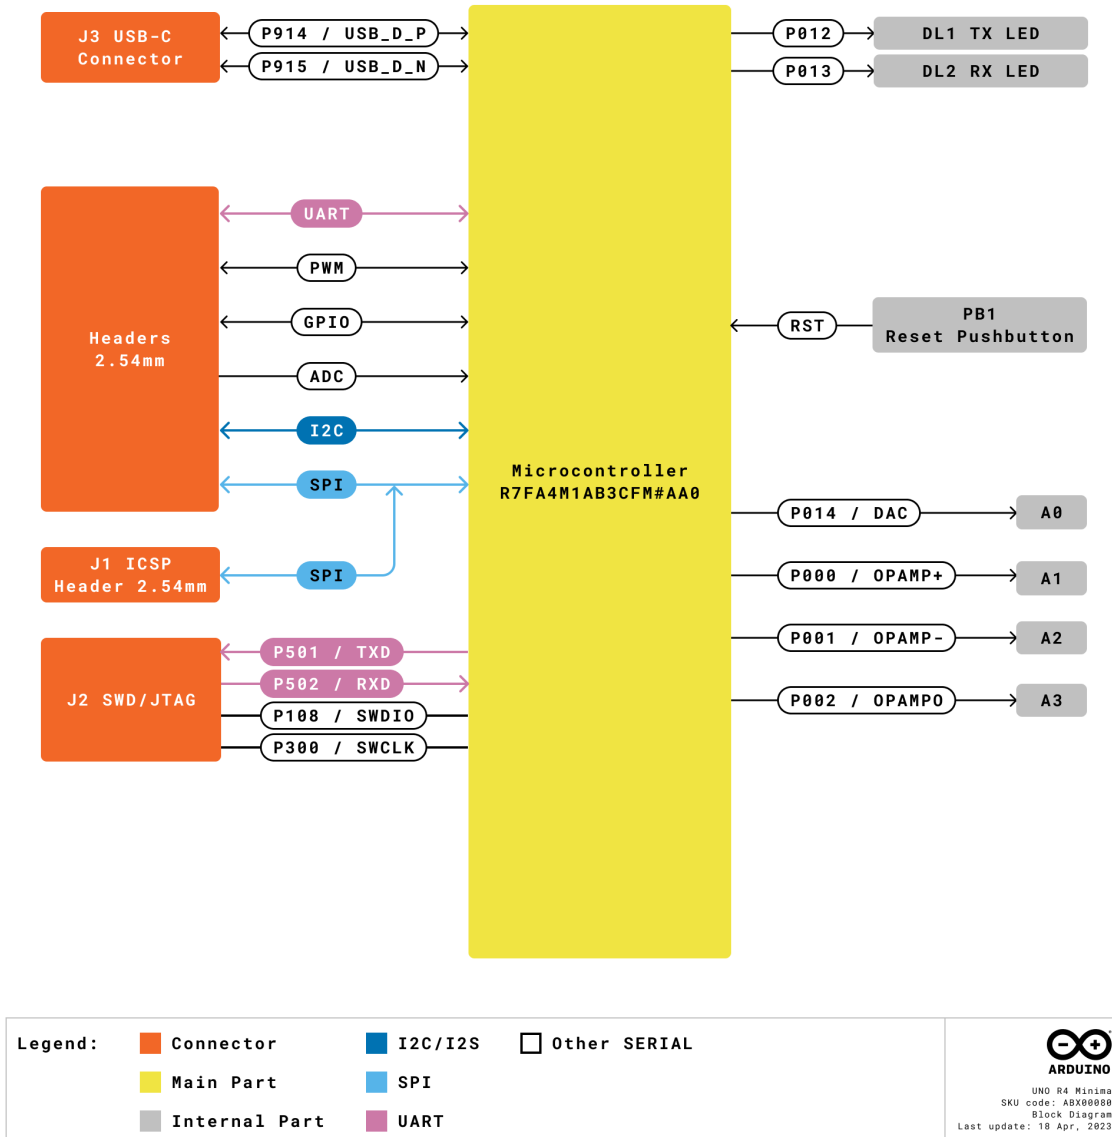 J3 USB-C
Connector
P914 / USB_D_P
P915 / USB_D_N
P012
DL1 TX LED
P013
DL2 RX LED
Headers
2.54mm
UART
PWM
GPIO
ADC
I2C
SPI
J1 ICSP
Header 2.54mm
SPI
J2 SWD/JTAG
P501 / TXD
P502 / RXD
P108 / SWDIO
P300 / SWCLK
Microcontroller
R7FA4M1AB3CFM#AA0
RST
PB1
Reset Pushbutton
P014 / DAC
A0
P000 / OPAMP+
A1
P001 / OPAMP-
A2
P002 / OPAMPO
A3
Legend:
Connector
Main Part
Internal Part
I2C/I2S
SPI
UART
Other SERIAL
ARDUINO
UNO R4 Minima
SKU code: ABX00080
Block Diagram
Last update: 18 Apr, 2023